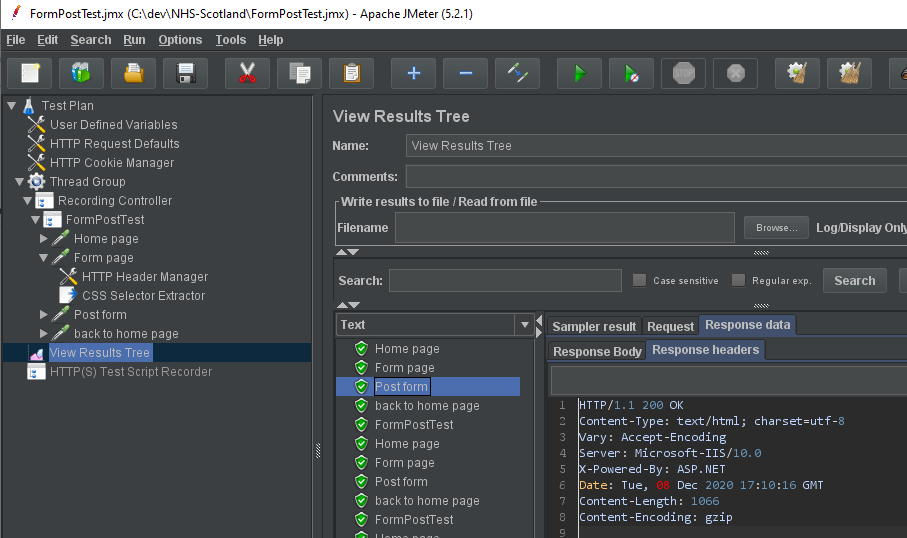 FormPostTest.jmx (C:\dev\NHS-Scotland\FormPostTest.jmx) - Apache JMeter (5.2.1)
File Edit Search Run Options Tools Help
STOP
Test Plan
User Defined Variables
HTTP Request Defaults
HTTP Cookie Manager
Thread Group
Recording Controller
FormPostTest
Home page
Form page
HTTP Header Manager
CSS Selector Extractor
Post form
back to home page
View Results Tree
HTTP(S) Test Script Recorder
View Results Tree
Name: View Results Tree
Comments:
Write results to file / Read from file
Filename Browse... Log/Display Only
Search: Case sensitive Regular exp. Search
Text
Home page
Form page
Post form
back to home page
FormPostTest
Home page
Form page
Post form
back to home page
FormPostTest
Home page
Sampler result Request Response data
Response Body Response headers
1 HTTP/1.1 200 OK
2 Content-Type: text/html; charset=utf-8
3 Vary: Accept-Encoding
4 Server: Microsoft-IIS/10.0
5 X-Powered-By: ASP.NET
6 Date: Tue, 08 Dec 2020 17:10:16 GMT
7 Content-Length: 1066
8 Content-Encoding: gzip
9